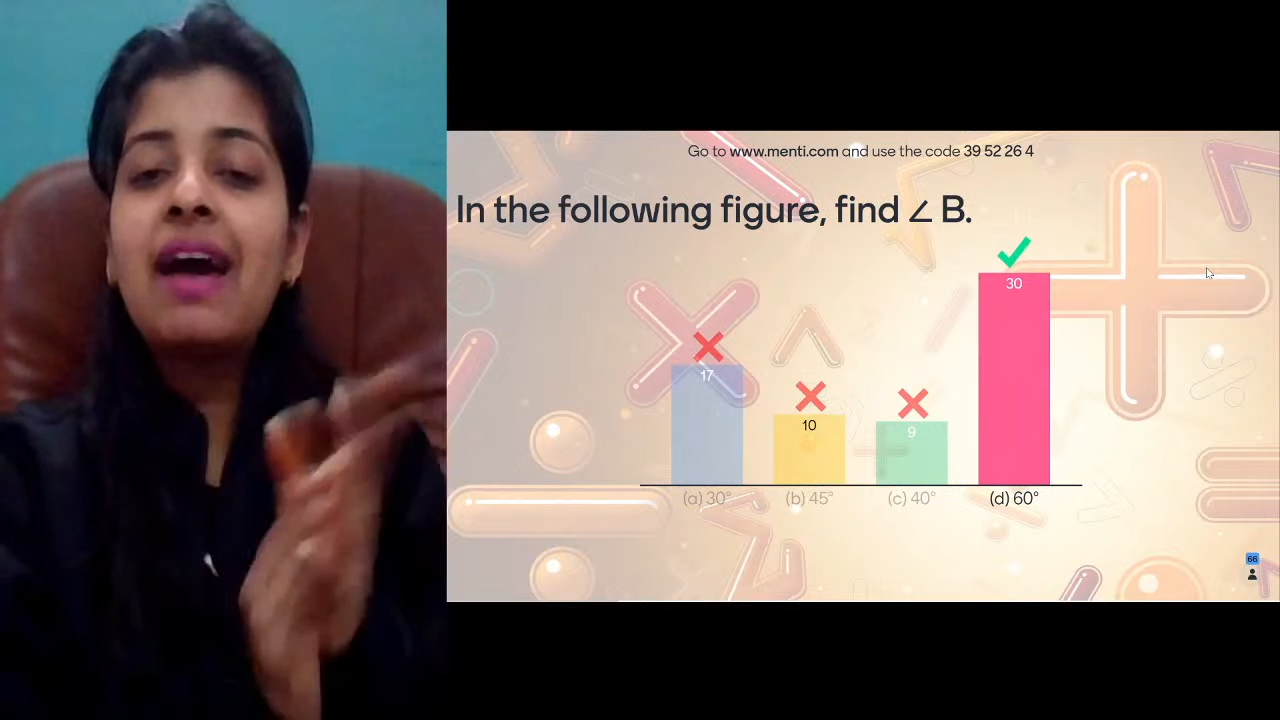 Go to www.menti.com and use the code 39 52 26 4
In the following figure, find ∠ B.
30
17
10
9
(a) 30°
(b) 45°
(c) 40°
(d) 60°
66